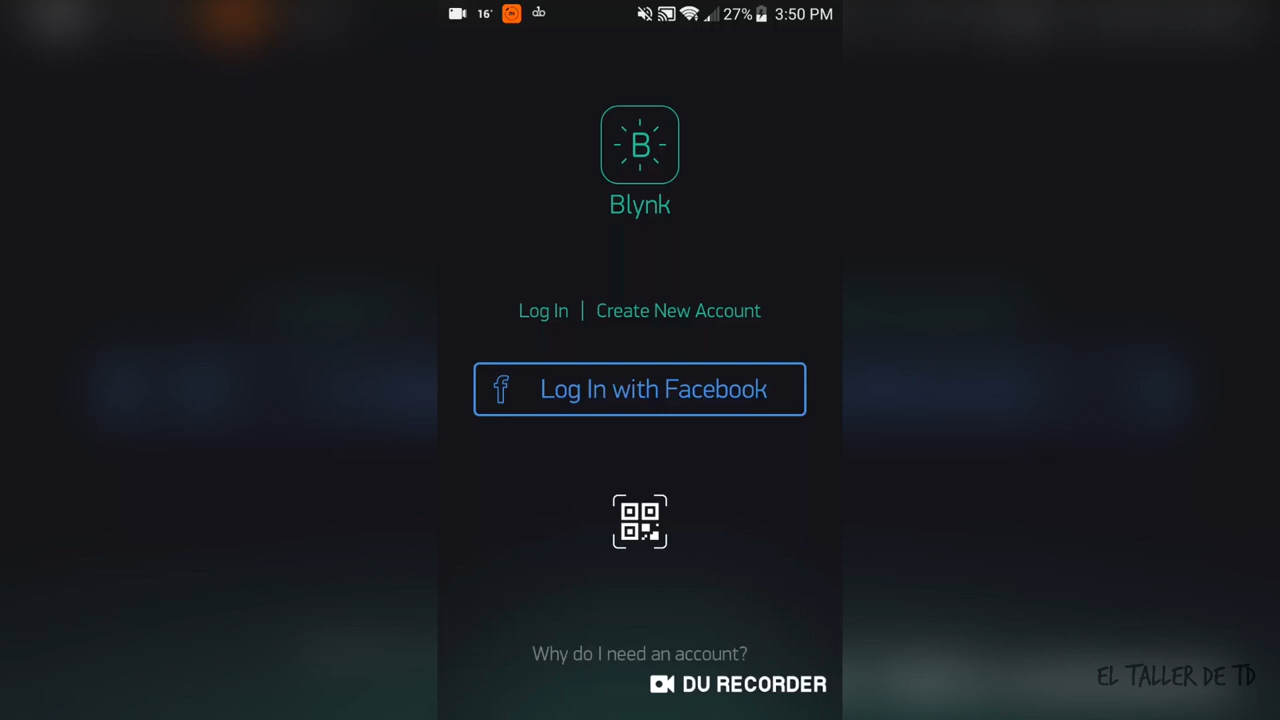 16°
27% 3:50 PM
B
Blynk
Log In | Create New Account
f Log In with Facebook
Why do I need an account?
DU RECORDER
EL TALLER DE TD